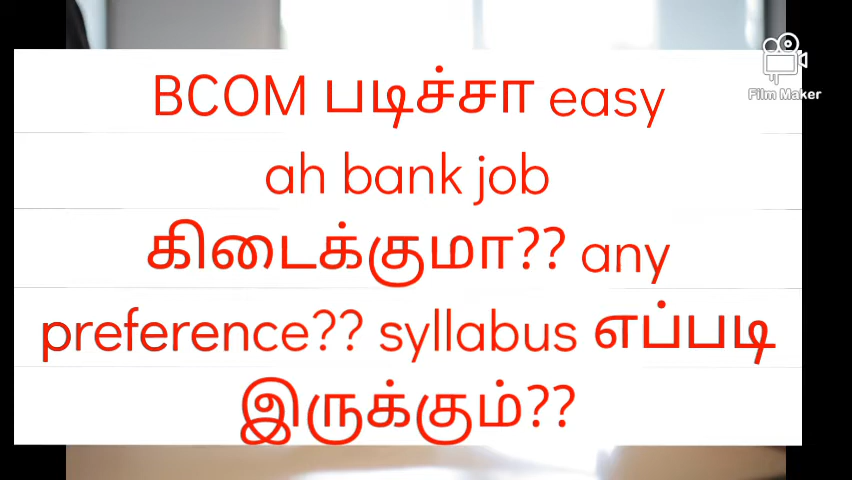 BCOM படிச்சா easy
ah bank job
கிடைக்குமா?? any
preference?? syllabus எப்படி
இருக்கும்??
Film Maker